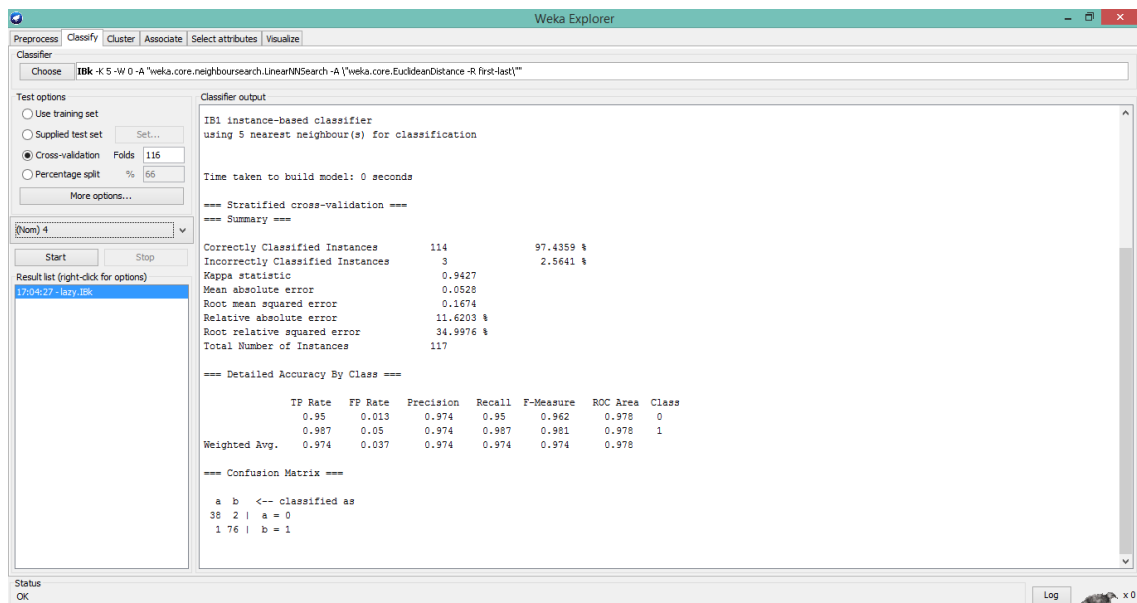 Weka Explorer
Preprocess Classify Cluster Associate Select attributes Visualize
Classifier
Choose IBk -K 5 -W 0 -A "weka.core.neighboursearch.LinearNNSearch -A \"weka.core.EuclideanDistance -R first-last\""
Test options
Use training set
Supplied test set Set...
Cross-validation Folds 116
Percentage split % 66
More options...
(Nom) 4
Start Stop
Result list (right-click for options)
17:04:27 - lazy.IBk
Classifier output
IB1 instance-based classifier
using 5 nearest neighbour(s) for classification
Time taken to build model: 0 seconds
=== Stratified cross-validation ===
=== Summary ===
Correctly Classified Instances 114 97.4359 %
Incorrectly Classified Instances 3 2.5641 %
Kappa statistic 0.9427
Mean absolute error 0.0528
Root mean squared error 0.1674
Relative absolute error 11.6203 %
Root relative squared error 34.9976 %
Total Number of Instances 117
=== Detailed Accuracy By Class ===
TP Rate FP Rate Precision Recall F-Measure ROC Area Class
0.95 0.013 0.974 0.95 0.962 0.978 0
0.987 0.05 0.974 0.987 0.981 0.978 1
Weighted Avg. 0.974 0.037 0.974 0.974 0.974 0.978
=== Confusion Matrix ===
a b <-- classified as
38 2 | a = 0
1 76 | b = 1
Status
OK
Log
x 0